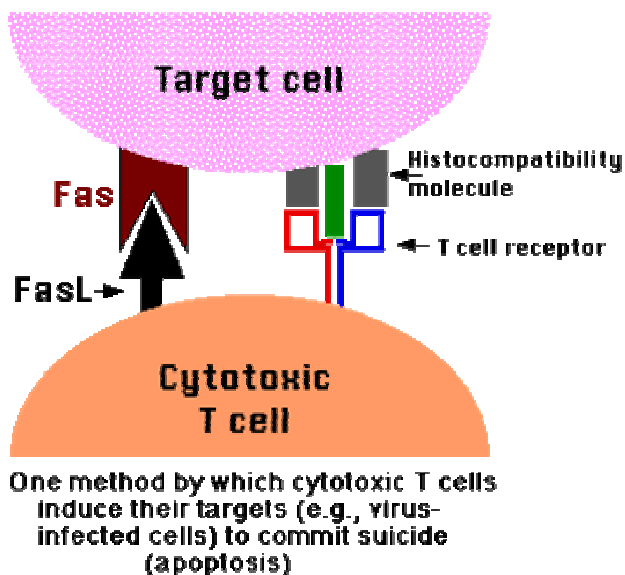 Target cell
Fas
Histocompatibility
molecule
T cell receptor
FasL
Cytotoxic
T cell
One method by which cytotoxic T cells
induce their targets (e.g., virus-
infected cells) to commit suicide
(apoptosis)